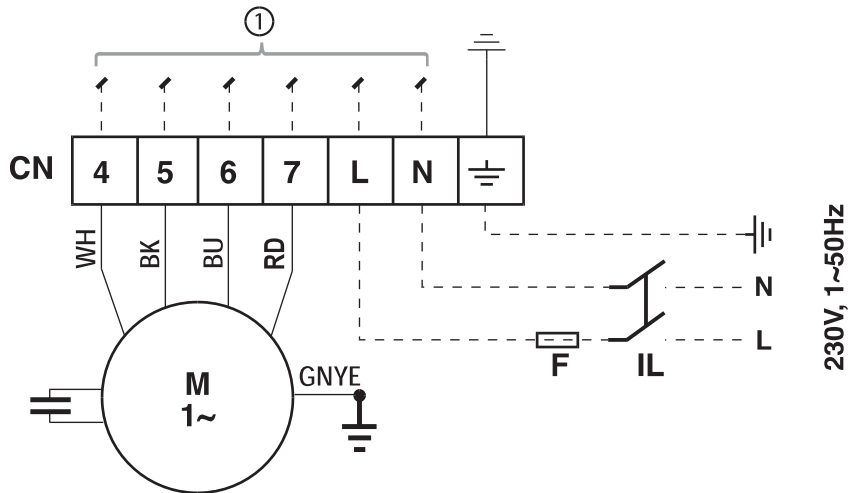 1
CN 4 5 6 7 L N
WH BK BU RD
N
L
F IL
230V, 1~50Hz
M
1~
GNYE